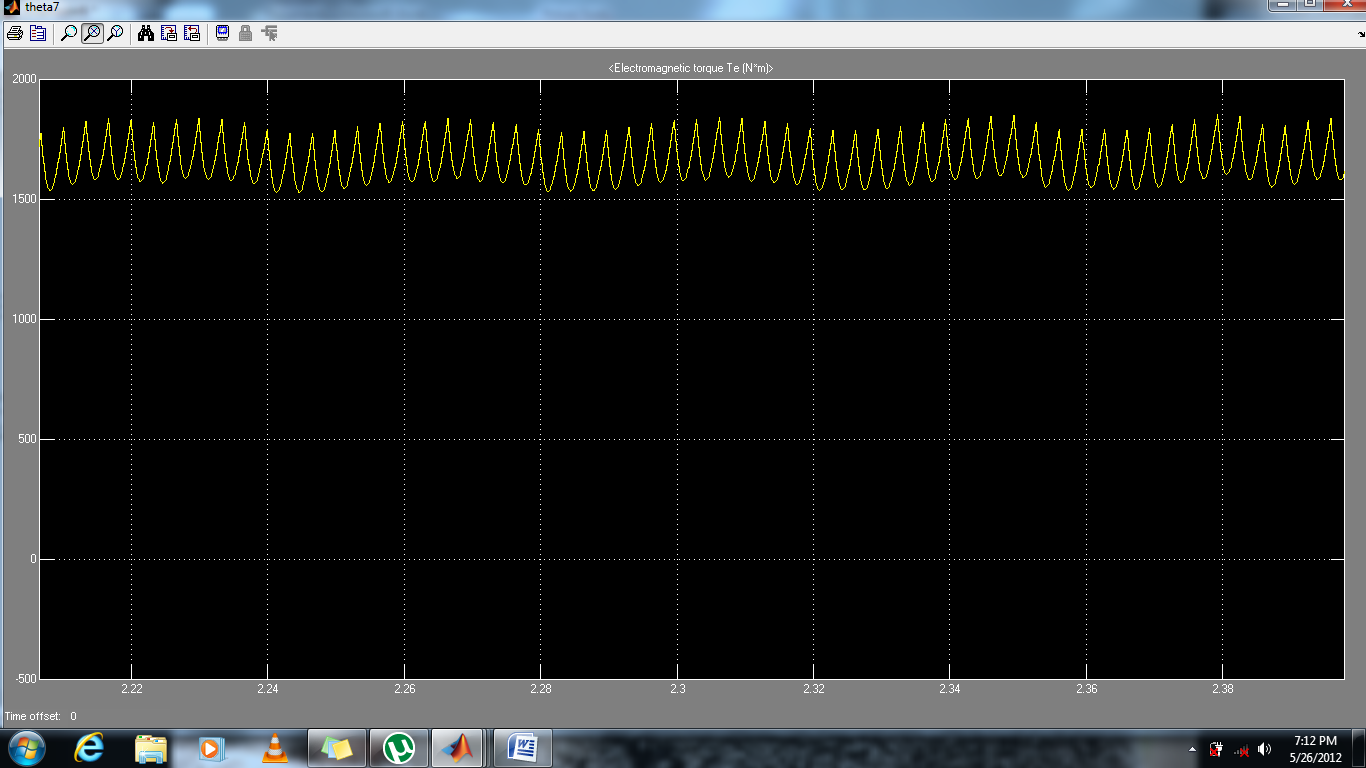 theta7
<Electromagnetic torque Te (N*m)>
2000
1500
1000
500
0
-500
2.22 2.24 2.26 2.28 2.3 2.32 2.34 2.36 2.38
Time offset: 0
7:12 PM
5/26/2012